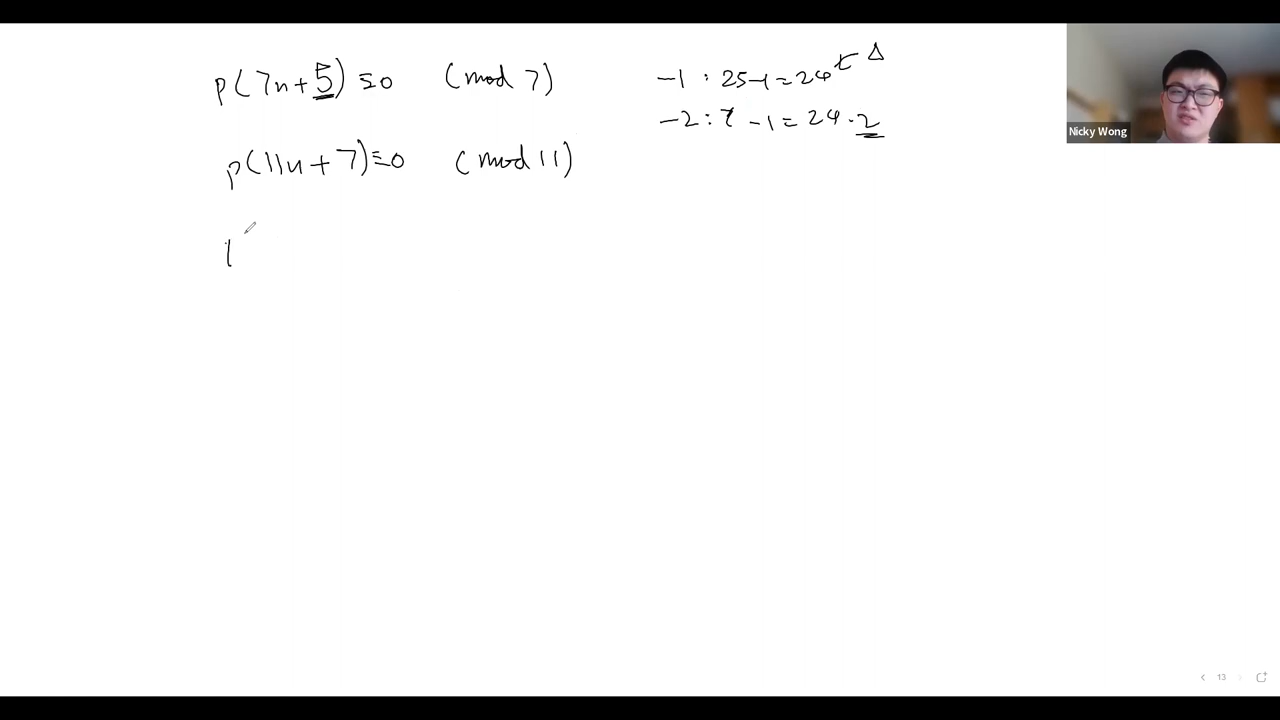 p(7n+5)≡0 (mod 7)
-1 : 25-1=24
-2 : 7²-1=24·2
p(11n+7)≡0 (mod 11)
Nicky Wong
13